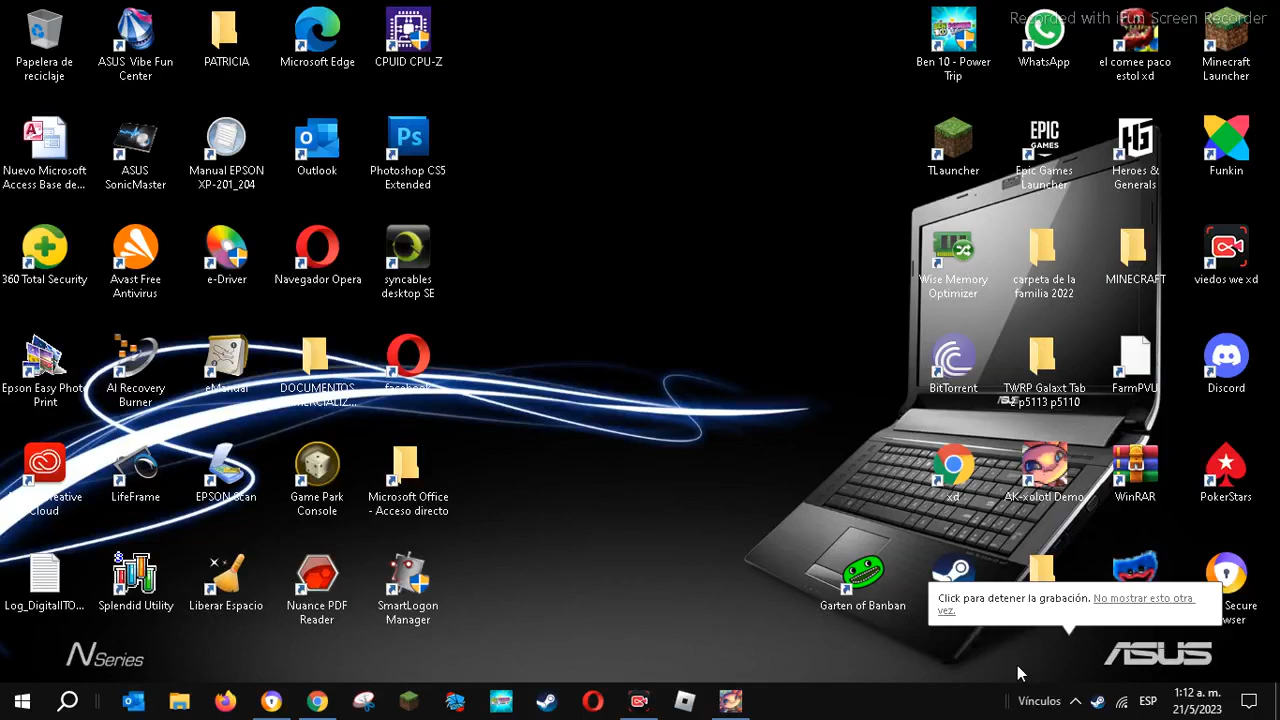 Recorded with iFun Screen Recorder
Papelera de
reciclaje
ASUS Vibe Fun
Center
PATRICIA
Microsoft Edge
CPUID CPU-Z
Ben 10 - Power
Trip
WhatsApp
el comee paco
estol xd
Minecraft
Launcher
Nuevo Microsoft
Access Base de...
ASUS
SonicMaster
Manual EPSON
XP-201_204
Outlook
Photoshop CS5
Extended
TLauncher
EPIC
GAMES
Epic Games
Launcher
Heroes &
Generals
Funkin
360 Total Security
Avast Free
Antivirus
e-Driver
Navegador Opera
syncables
desktop SE
Wise Memory
Optimizer
carpeta de la
familia 2022
MINECRAFT
viedos we xd
Epson Easy Photo
Print
AI Recovery
Burner
eManual
DOCUMENTOS
facebook
BitTorrent
TWRP Galaxt Tab
2 p5113 p5110
FarmPVU
Discord
Cloud
LifeFrame
EPSON Scan
Game Park
Console
Microsoft Office
- Acceso directo
xd
AK-xolotl Demo
WinRAR
PokerStars
Log_DigitalITO...
Splendid Utility
Liberar Espacio
Nuance PDF
Reader
SmartLogon
Manager
Garten of Banban
Secure
Click para detener la grabación. No mostrar esto otra
vez.
N Series
ASUS
Vínculos
ESP
1:12 a. m.
21/5/2023